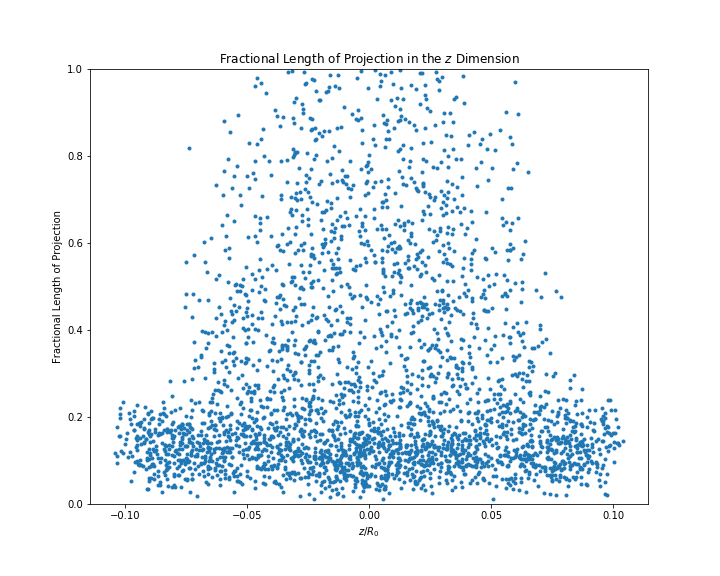 Fractional Length of Projection in the z Dimension
1.0
0.8
0.6
0.4
0.2
0.0
Fractional Length of Projection
−0.10 −0.05 0.00 0.05 0.10
z/R₀